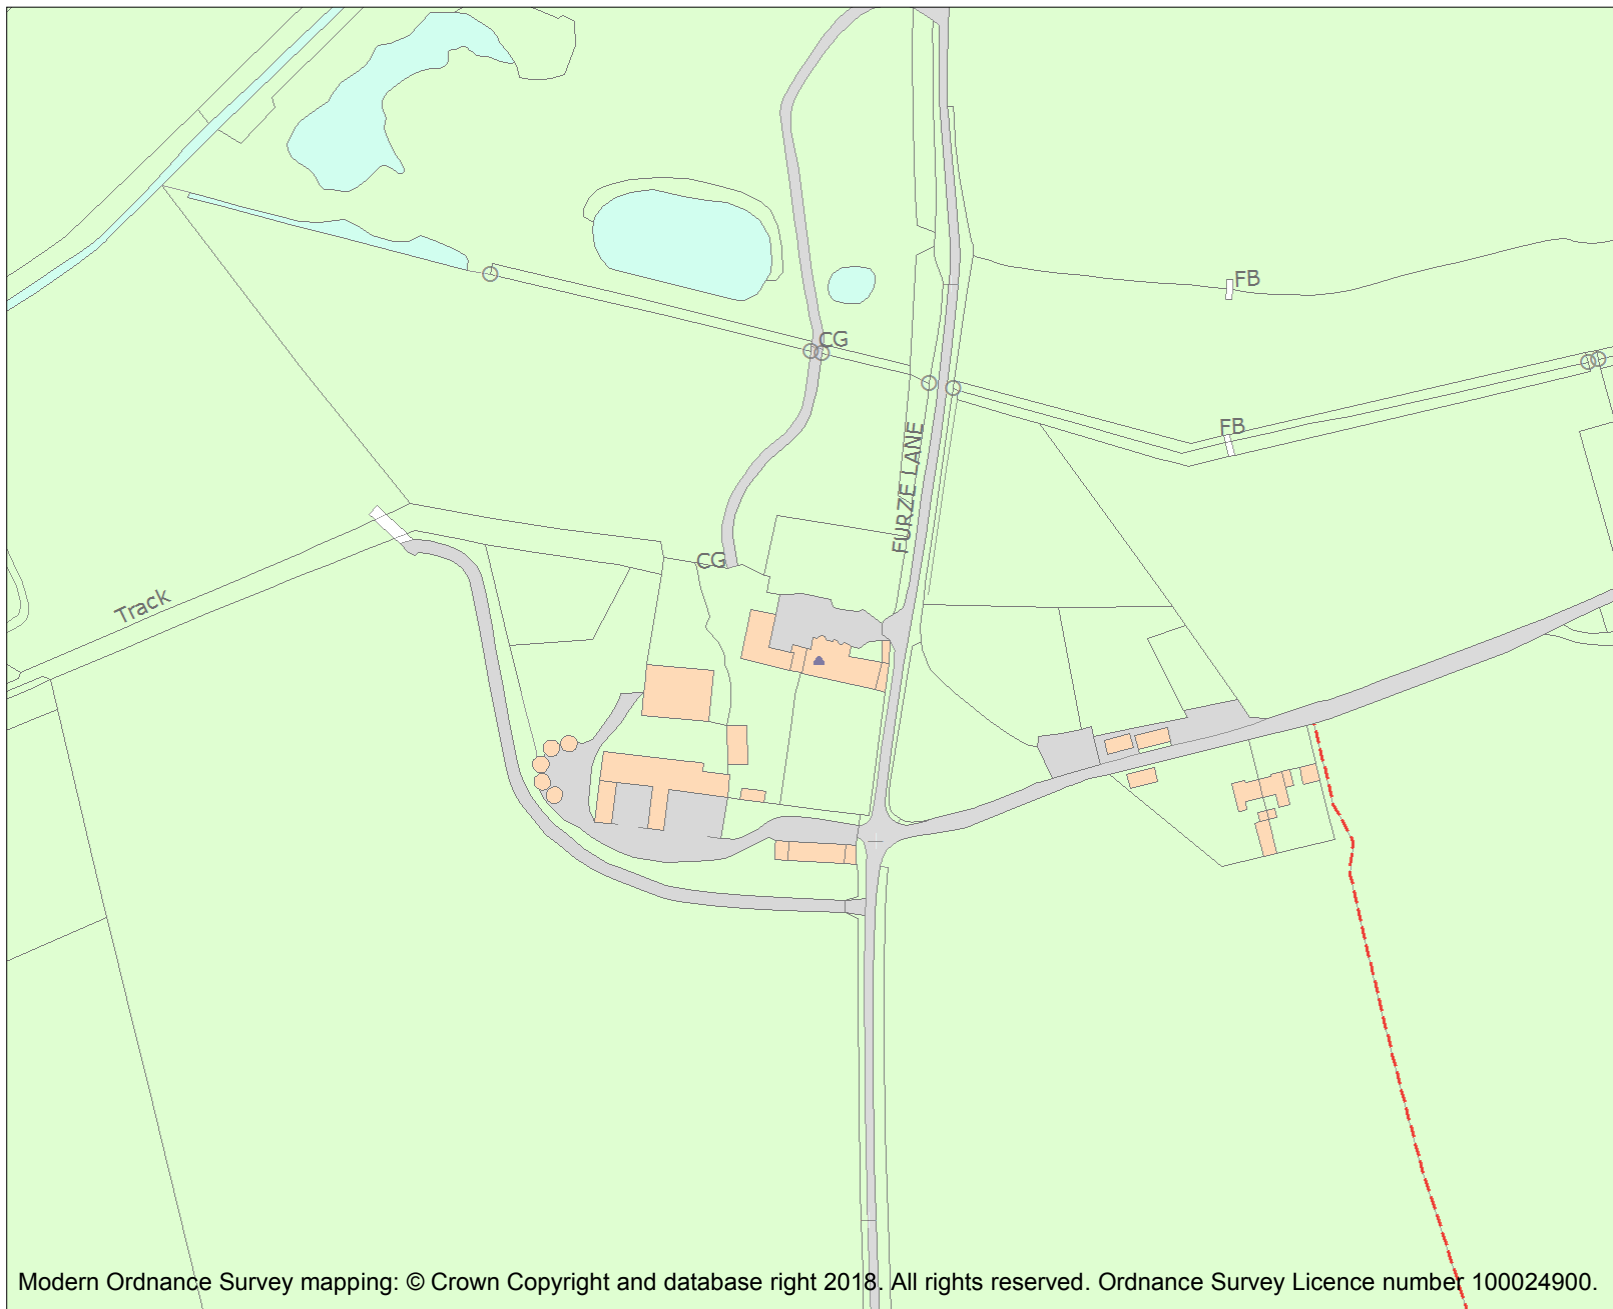 FB
CG
FB
FURZE LANE
CG
Track
Modern Ordnance Survey mapping: © Crown Copyright and database right 2018. All rights reserved. Ordnance Survey Licence number 100024900.